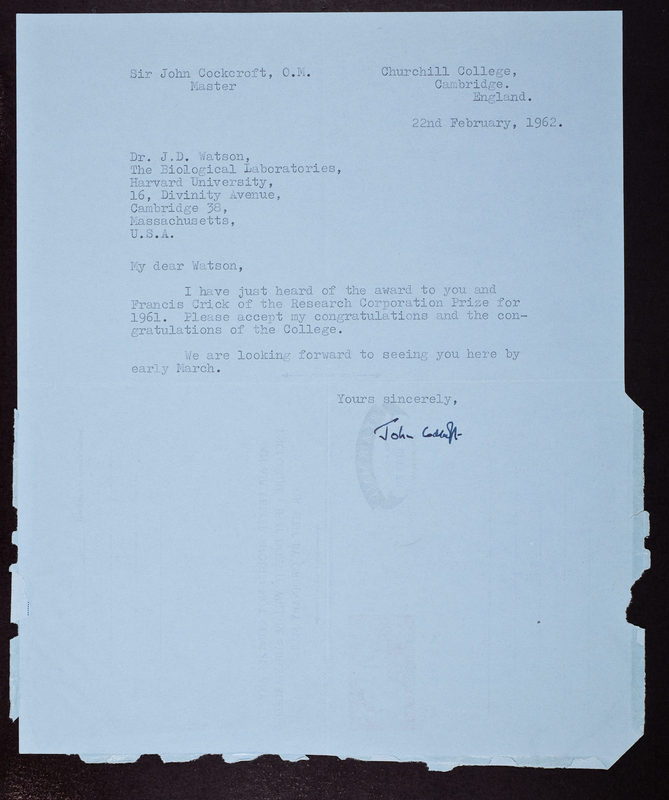 Sir John Cockcroft, O.M.
Master
Churchill College,
Cambridge.
England.
22nd February, 1962.
Dr. J.D. Watson,
The Biological Laboratories,
Harvard University,
16, Divinity Avenue,
Cambridge 38,
Massachusetts,
U.S.A.
My dear Watson,
I have just heard of the award to you and
Francis Crick of the Research Corporation Prize for
1961. Please accept my congratulations and the con-
gratulations of the College.
We are looking forward to seeing you here by
early March.
Yours sincerely,
John Cockcroft